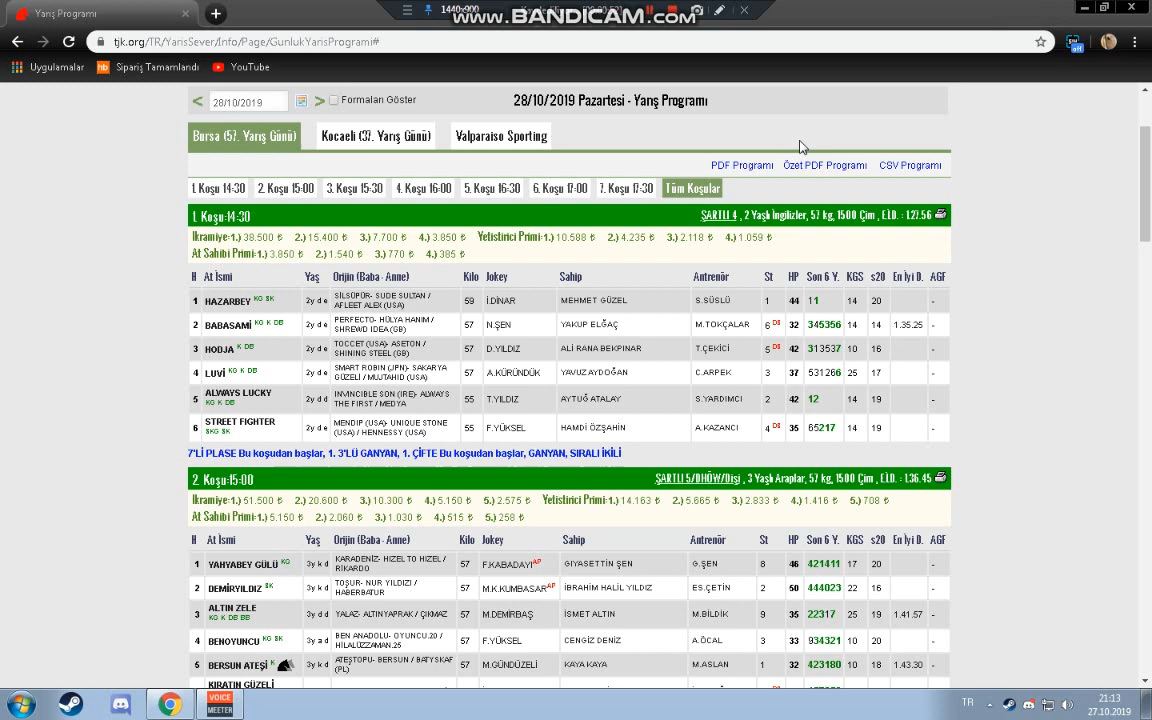 Yarış Programı
1440x900
www.BANDICAM.com
tjk.org/TR/YarisSever/Info/Page/GunlukYarisProgrami#
off
Uygulamalar
Sipariş Tamamlandı
YouTube
< 28/10/2019 > Formaları Göster
28/10/2019 Pazartesi - Yarış Programı
Bursa (57. Yarış Günü) Kocaeli (37. Yarış Günü) Valparaiso Sporting
PDF Programı Özet PDF Programı CSV Programı
1. Koşu 14:30 2. Koşu 15:00 3. Koşu 15:30 4. Koşu 16:00 5. Koşu 16:30 6. Koşu 17:00 7. Koşu 17:30 Tüm Koşular
1. Koşu:14:30 ŞARTLI 4 , 2 Yaşlı İngilizler, 57 kg, 1500 Çim , E.İ.D. : 1.27.56
İkramiye:1.) 38.500 ₺ 2.) 15.400 ₺ 3.) 7.700 ₺ 4.) 3.850 ₺ Yetiştirici Primi:1.) 10.588 ₺ 2.) 4.235 ₺ 3.) 2.118 ₺ 4.) 1.059 ₺
At Sahibi Primi:1.) 3.850 ₺ 2.) 1.540 ₺ 3.) 770 ₺ 4.) 385 ₺
N At İsmi Yaş Orijin (Baba - Anne) Kilo Jokey Sahip Antrenör St HP Son 6 Y. KGS s20 En İyi D. AGF
1 HAZARBEY KG SK 2y d e SİLSÜPÜR- SUDE SULTAN / AFLEET ALEX (USA) 59 İ.DİNAR MEHMET GÜZEL S.SÜSLÜ 1 44 11 14 20 -
2 BABASAMİ KG K DB 2y d e PERFECTO- HÜLYA HANIM / SHREWD IDEA (GB) 57 N.ŞEN YAKUP ELĞAÇ M.TOKÇALAR 6 DS 32 345356 14 14 1.35.25 -
3 HOBJA K DB 2y d e TOCCET (USA)- ASETON / SHINING STEEL (GB) 57 D.YILDIZ ALİ RANA BEKPINAR T.ÇEKİCİ 5 DS 42 313537 10 16 -
4 LUVİ KG K DB 2y d e SMART ROBIN (JPN)- SAKARYA GÜZELİ / MUJTAHID (USA) 57 A.KÜRÜNDÜK YAVUZ AYDOĞAN C.ARPEK 3 37 531266 25 17 -
5 ALWAYS LUCKY KG K DB 2y d d INVINCIBLE SON (IRE)- ALWAYS THE FIRST / MEDYA 55 T.YILDIZ AYTUĞ ATALAY S.YARDIMCI 2 42 12 14 19 -
6 STREET FIGHTER SKG SK 2y d e MENDIP (USA)- UNIQUE STONE (USA) / HENNESSY (USA) 55 F.YÜKSEL HAMDİ ÖZŞAHİN A.KAZANCI 4 DS 35 65217 14 19 -
7'Lİ PLASE Bu koşudan başlar, 1. 3'LÜ GANYAN, 1. ÇİFTE Bu koşudan başlar, GANYAN, SIRALI İKİLİ
2. Koşu:15:00 ŞARTLI 5/DHÖW/Dişi , 3 Yaşlı Araplar, 57 kg, 1500 Çim , E.İ.D. : 1.36.45
İkramiye:1.) 51.500 ₺ 2.) 20.600 ₺ 3.) 10.300 ₺ 4.) 5.150 ₺ 5.) 2.575 ₺ Yetiştirici Primi:1.) 14.163 ₺ 2.) 5.665 ₺ 3.) 2.833 ₺ 4.) 1.416 ₺ 5.) 708 ₺
At Sahibi Primi:1.) 5.150 ₺ 2.) 2.060 ₺ 3.) 1.030 ₺ 4.) 515 ₺ 5.) 258 ₺
N At İsmi Yaş Orijin (Baba - Anne) Kilo Jokey Sahip Antrenör St HP Son 6 Y. KGS s20 En İyi D. AGF
1 YAHYABEY GÜLÜ KG 3y k d KARADENİZ- HIZEL TO HIZEL / RIKARDO 57 F.KABADAYI AP GIYASETTİN ŞEN G.ŞEN 8 46 421411 17 20 -
2 DEMİRYILDIZ SK 3y k d TOŞUR- NUR YILDIZI / HABERBATUR 57 M.K.KUMBASAR AP İBRAHİM HALİL YILDIZ ES.ÇETİN 2 50 444023 22 16 -
3 ALTIN ZELE KG K DB BB 3y d d YALAZ- ALTINYAPRAK / ÇIKMAZ 57 M.DEMİRBAŞ İSMET ALTIN M.BİLDİK 9 35 22317 25 19 1.41.57 -
4 BENOYUNCU KG SK 3y a d BEN ANADOLU- OYUNCU.20 / HİLALÜZZAMAN.25 57 F.YÜKSEL CENGİZ DENİZ A.ÖCAL 3 33 934321 10 20 -
5 BERSUN ATEŞİ K 3y k d ATEŞTOPU- BERSUN / BATYSKAF (PL) 57 M.GÜNDÜZELİ KAYA KAYA M.ASLAN 1 32 423180 10 18 1.43.30 -
KIRATIN GÜZELİ
VOICE MEETER
TR
21:13
27.10.2019